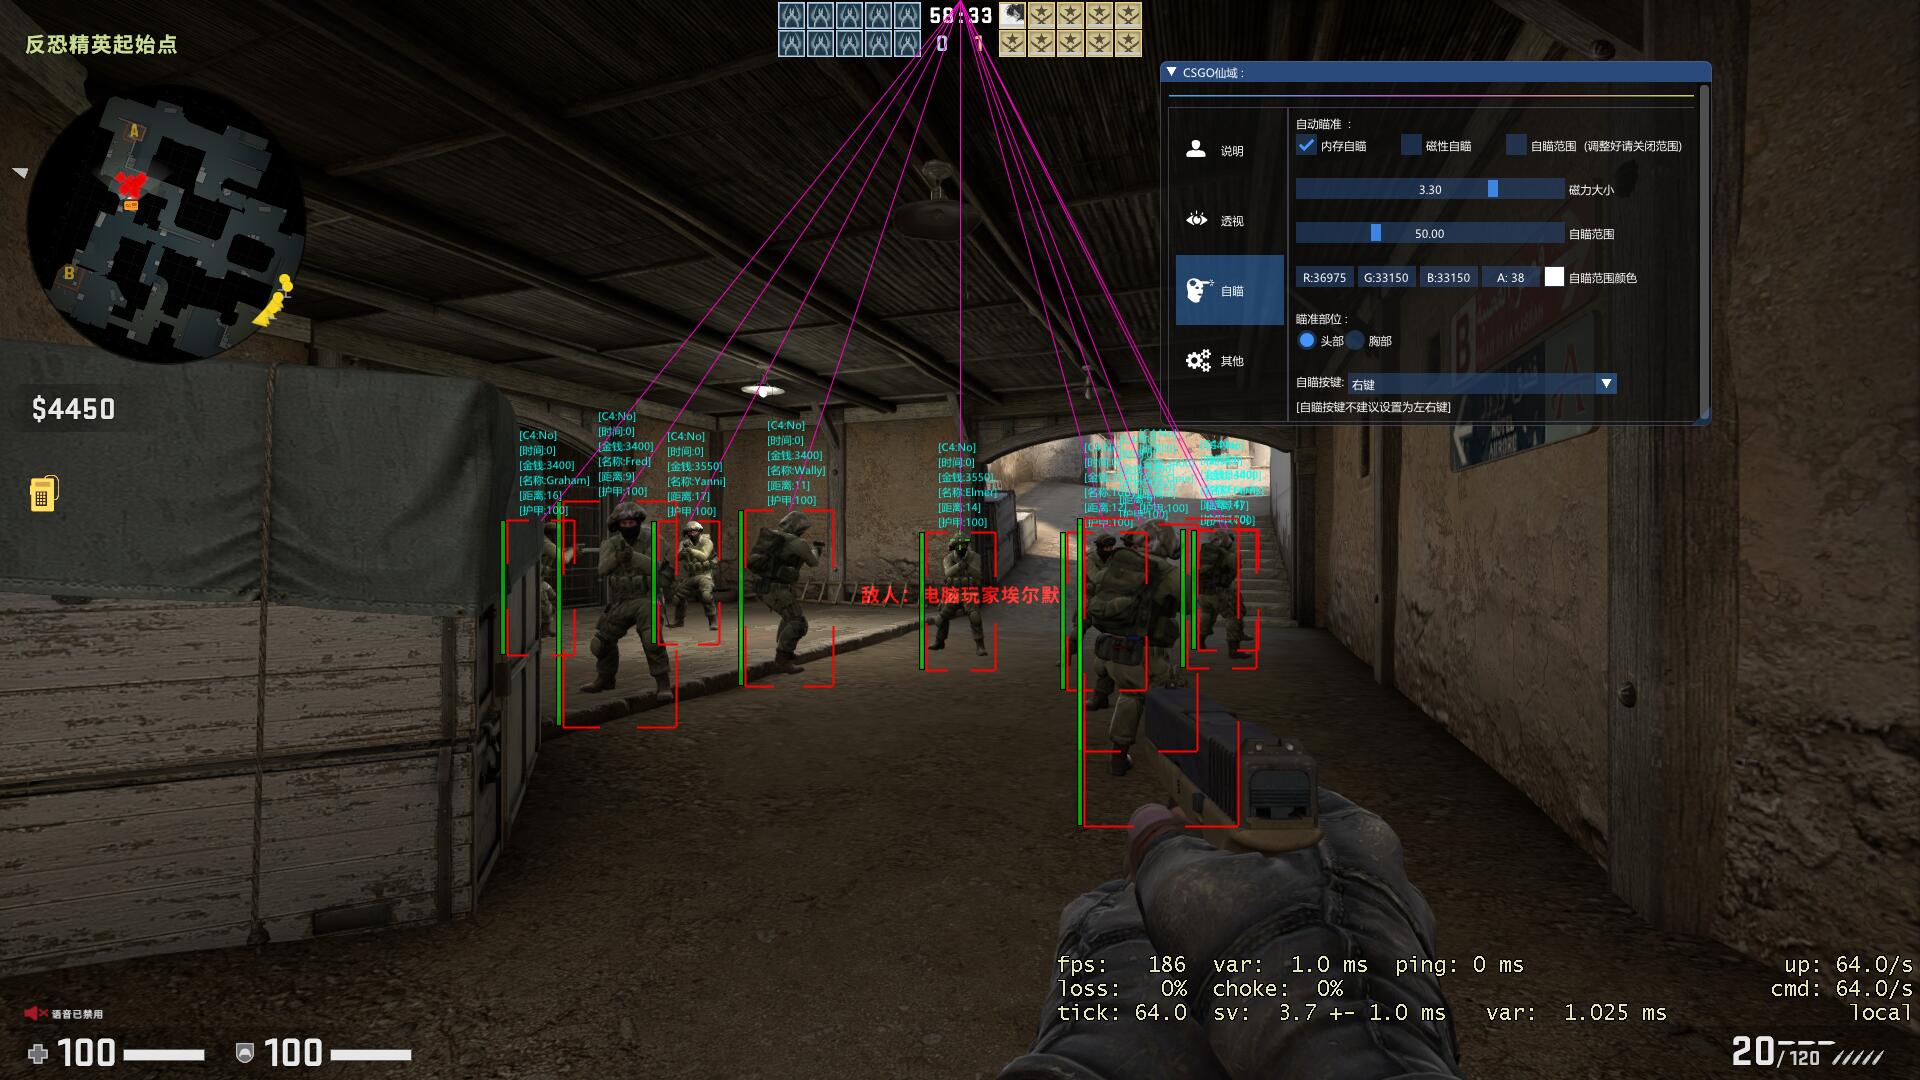 反恐精英起始点
58:33
0 1
A
B
$4450
CSGO仙域 :
说明
透视
自瞄
其他
自动瞄准 ：
内存自瞄
磁性自瞄
自瞄范围 (调整好请关闭范围)
3.30 磁力大小
50.00 自瞄范围
R:36975 G:33150 B:33150 A: 38 自瞄范围颜色
瞄准部位 :
头部 胸部
自瞄按键: 右键
[自瞄按键不建议设置为左右键]
[C4:No]
[时间:0]
[金钱:3400]
[名称:Graham]
[距离:16]
[护甲:100]
[C4:No]
[时间:0]
[金钱:3400]
[名称:Fred]
[距离:9]
[护甲:100]
[C4:No]
[时间:0]
[金钱:3550]
[名称:Yanni]
[距离:17]
[护甲:100]
[C4:No]
[时间:0]
[金钱:3400]
[名称:Wally]
[距离:11]
[护甲:100]
[C4:No]
[时间:0]
[金钱:3550]
[名称:Elmer]
[距离:14]
[护甲:100]
敌人：电脑玩家埃尔默
fps: 186 var: 1.0 ms ping: 0 ms
loss: 0% choke: 0%
tick: 64.0 sv: 3.7 +- 1.0 ms var: 1.025 ms
up: 64.0/s
cmd: 64.0/s
local
语音已禁用
100 100
20/120